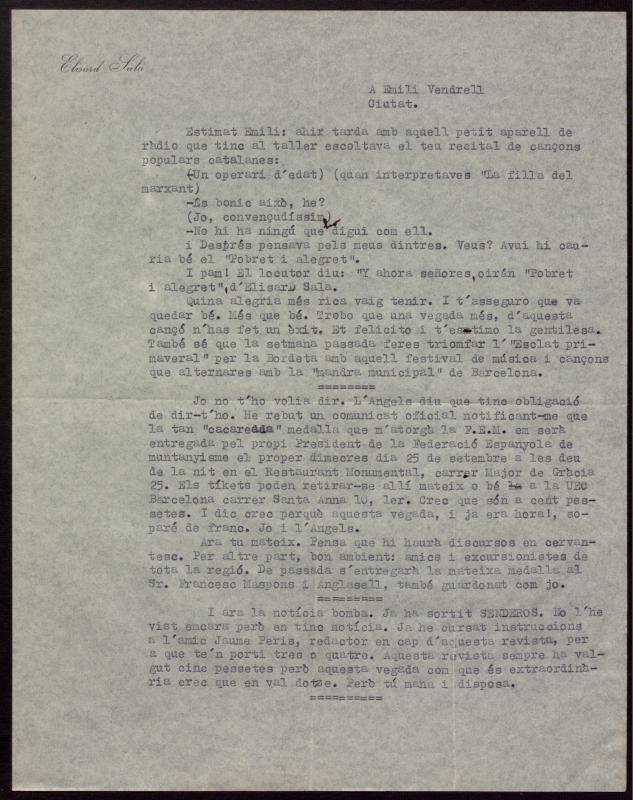 Elisard Sala
A Emili Vendrell
Ciutat.
Estimat Emili: ahir tarda amb aquell petit aparell de
ràdio que tinc al taller escoltava el teu recital de cançons
populars catalanes:
(Un operari d'edat) (quan interpretaves "La filla del
marxant)
-És bonic això, he?
(Jo, convençudíssim)
-No hi ha ningú que digui com ell.
i Després pensava pels meus dintres. Veus? Avui hi cau-
ria bé el "Pobret i alegret".
I pam! El locutor diu: "Y ahora señores, oirán "Pobret
i alegret", d'Elisard Sala.
Quina alegria més rica vaig tenir. I t'asseguro que va
quedar bé. Més que bé. Trobo que una vegada més, d'aquesta
cançó n'has fet un èxit. Et felicito i t'estimo la gentilesa.
També sé que la setmana passada feres triomfar l'"Esclat pri-
maveral" per la Bordeta amb aquell festival de música i cançons
que alternares amb la "mandra municipal" de Barcelona.
=========
Jo no t'ho volia dir. L'Àngels diu que tinc obligació
de dir-t'ho. He rebut un comunicat oficial notificant-me que
la tan "cacaredda" medalla que m'atorgà la F.E.M. em serà
entregada pel propi President de la Federació Espanyola de
muntanyisme el proper dimecres dia 25 de setembre a les deu
de la nit en el Restaurant Monumental, carrer Major de Gràcia
25. Els tíkets poden retirar-se allí mateix o bé la a la UEC
Barcelona carrer Santa Anna 10, 1er. Crec que són a cent pes-
setes. I dic crec perquè aquesta vegada, i ja era hora!, so-
paré de franc. Jo i l'Àngels.
Ara tu mateix. Pensa que hi haurà discursos en cervan-
tesc. Per altre part, bon ambient: amics i excursionistes de
tota la regió. De passada s'entregarà la mateixa medalla al
Sr. Francesc Maspons i Anglasell, també guardonat com jo.
=========
I ara la notícia bomba. Ja ha sortit SENDEROS. No l'he
vist encara però en tinc notícia. Ja he cursat instruccions
a l'amic Jaume Peris, redactor en cap d'aquesta revista, per
a que te'n porti tres o quatre. Aquesta revista sempre ha val-
gut cinc pessetes però aquesta vegada com que és extraordinà-
ria crec que en val dotze. Però tú mana i disposa.
==========